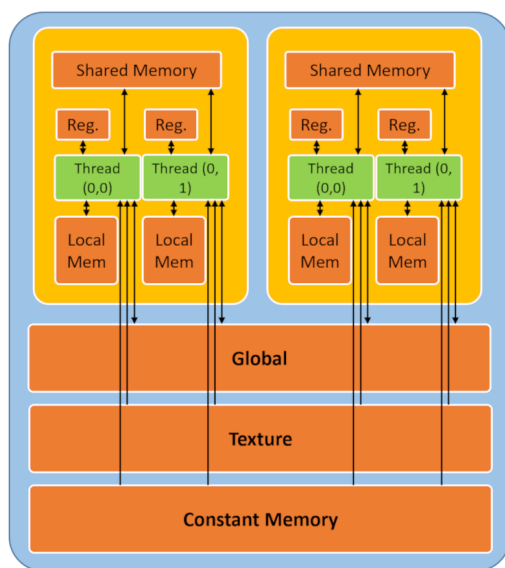 Shared Memory
Reg.
Reg.
Thread
(0,0)
Thread (0,
1)
Local
Mem
Local
Mem
Shared Memory
Reg.
Reg.
Thread
(0,0)
Thread (0,
1)
Local
Mem
Local
Mem
Global
Texture
Constant Memory